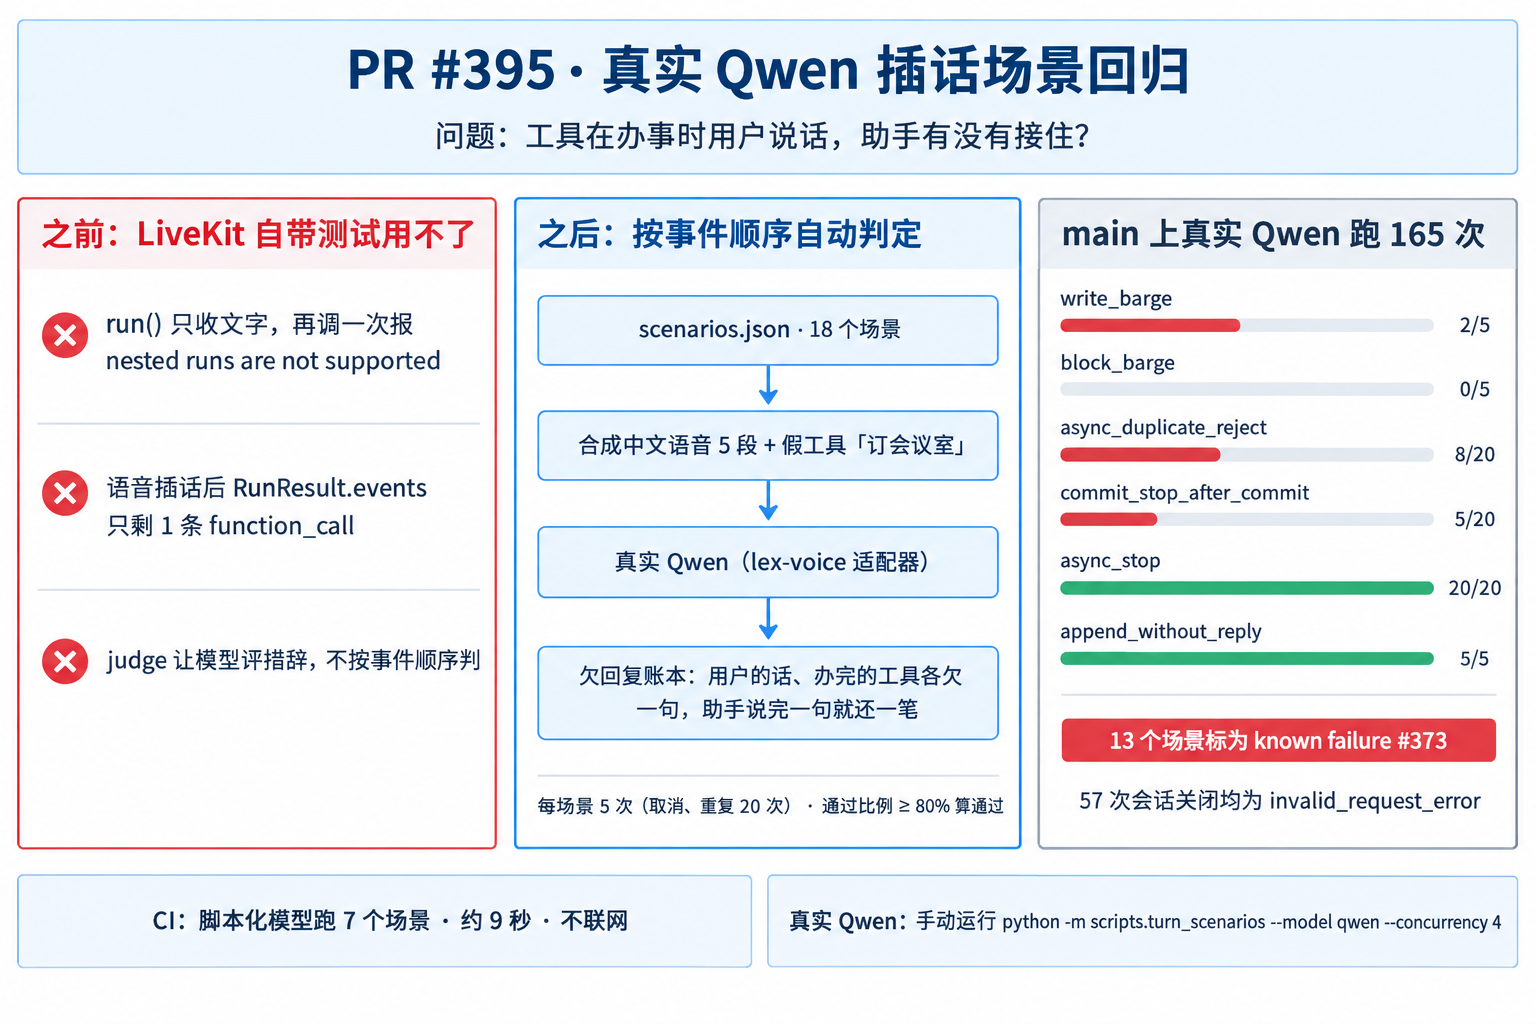 PR #395 · 真实 Qwen 插话场景回归
问题：工具在办事时用户说话，助手有没有接住？
之前：LiveKit 自带测试用不了
run() 只收文字，再调一次报
nested runs are not supported
语音插话后 RunResult.events
只剩 1 条 function_call
judge 让模型评措辞，不按事件顺序判
之后：按事件顺序自动判定
scenarios.json · 18 个场景
合成中文语音 5 段 + 假工具「订会议室」
真实 Qwen（lex-voice 适配器）
欠回复账本：用户的话、办完的工具各欠
一句，助手说完一句就还一笔
每场景 5 次（取消、重复 20 次） · 通过比例 ≥ 80% 算通过
main 上真实 Qwen 跑 165 次
write_barge
2/5
block_barge
0/5
async_duplicate_reject
8/20
commit_stop_after_commit
5/20
async_stop
20/20
append_without_reply
5/5
13 个场景标为 known failure #373
57 次会话关闭均为 invalid_request_error
CI：脚本化模型跑 7 个场景 · 约 9 秒 · 不联网
真实 Qwen：手动运行 python -m scripts.turn_scenarios --model qwen --concurrency 4